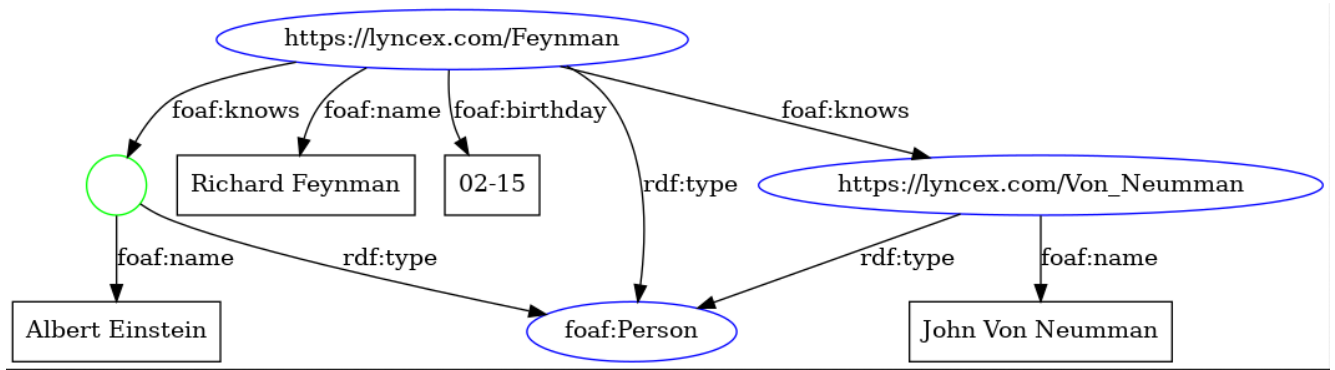 https://lyncex.com/Feynman
foaf:knows
foaf:name
foaf:birthday
foaf:knows
Richard Feynman
02-15
rdf:type
https://lyncex.com/Von_Neumman
foaf:name
rdf:type
rdf:type
foaf:name
Albert Einstein
foaf:Person
John Von Neumman